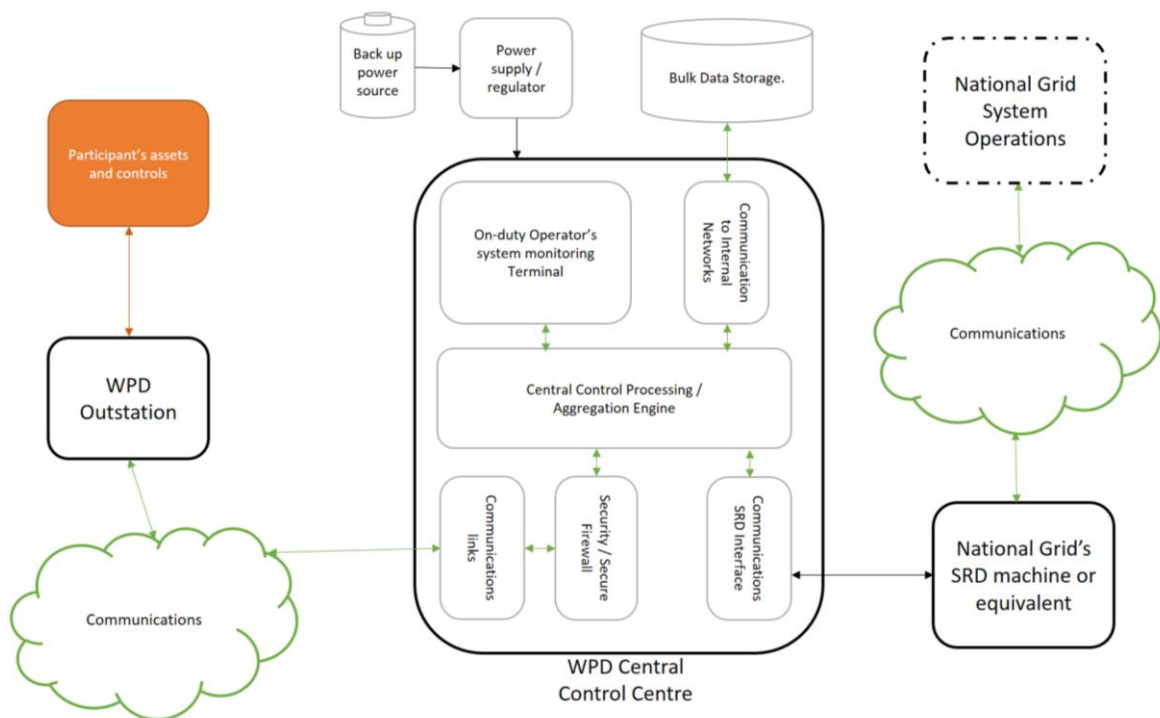 Back up
power
source
Power
supply /
regulator
Bulk Data Storage.
National Grid
System
Operations
Participant's assets
and controls
On-duty Operator's
system monitoring
Terminal
Communication
to Internal
Networks
Communications
WPD
Outstation
Central Control Processing /
Aggregation Engine
Communications
links
Security / Secure
Firewall
Communications
SRD Interface
National Grid's
SRD machine or
equivalent
Communications
WPD Central
Control Centre